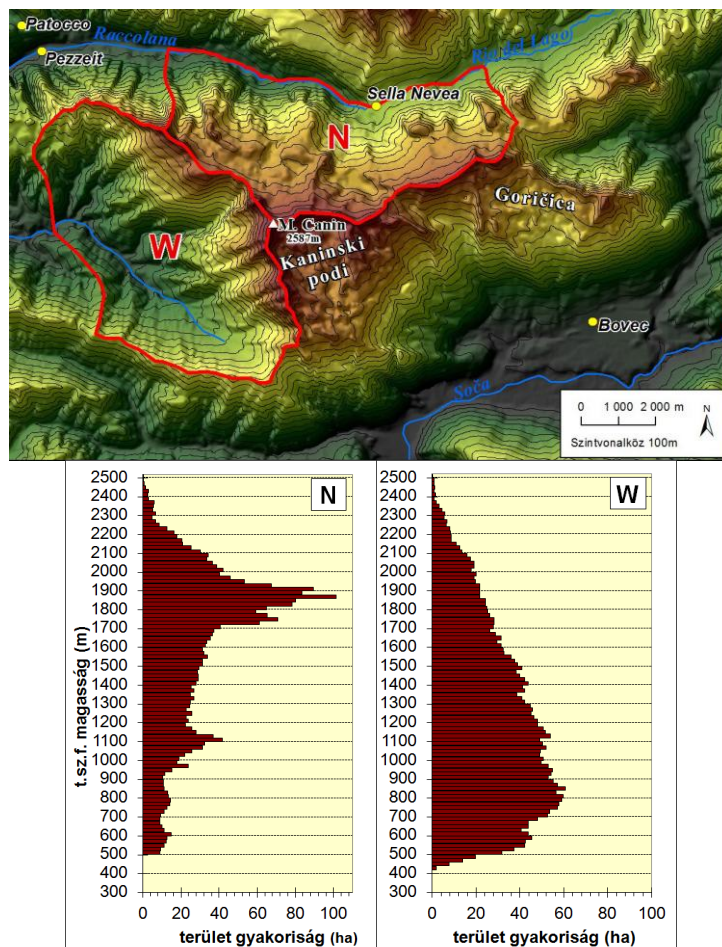 Patocco
Raccolana
Rio del Lago
Pezzeit
Sella Nevea
N
Goričica
M. Canin
2587m
W
Kaninski
podi
Bovec
Soča
0 1 000 2 000 m
N
Szintvonalköz 100m
N
W
t.sz.f. magasság (m)
2500
2400
2300
2200
2100
2000
1900
1800
1700
1600
1500
1400
1300
1200
1100
1000
900
800
700
600
500
400
300
0 20 40 60 80 100
terület gyakoriság (ha)
2500
2400
2300
2200
2100
2000
1900
1800
1700
1600
1500
1400
1300
1200
1100
1000
900
800
700
600
500
400
300
0 20 40 60 80 100
terület gyakoriság (ha)